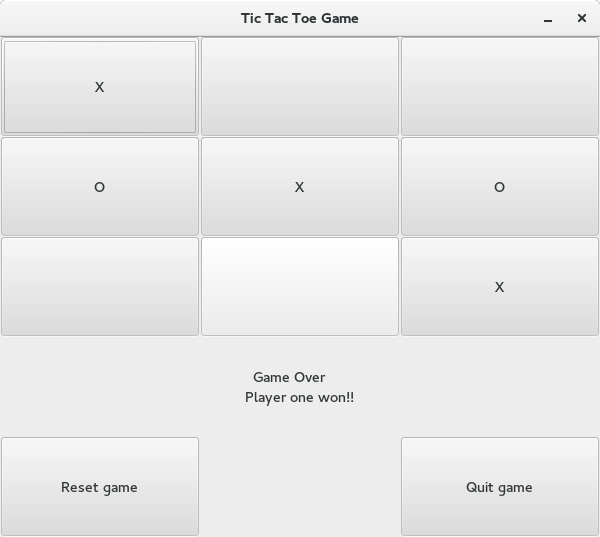 Tic Tac Toe Game
X
O X O
X
Game Over
Player one won!!
Reset game Quit game